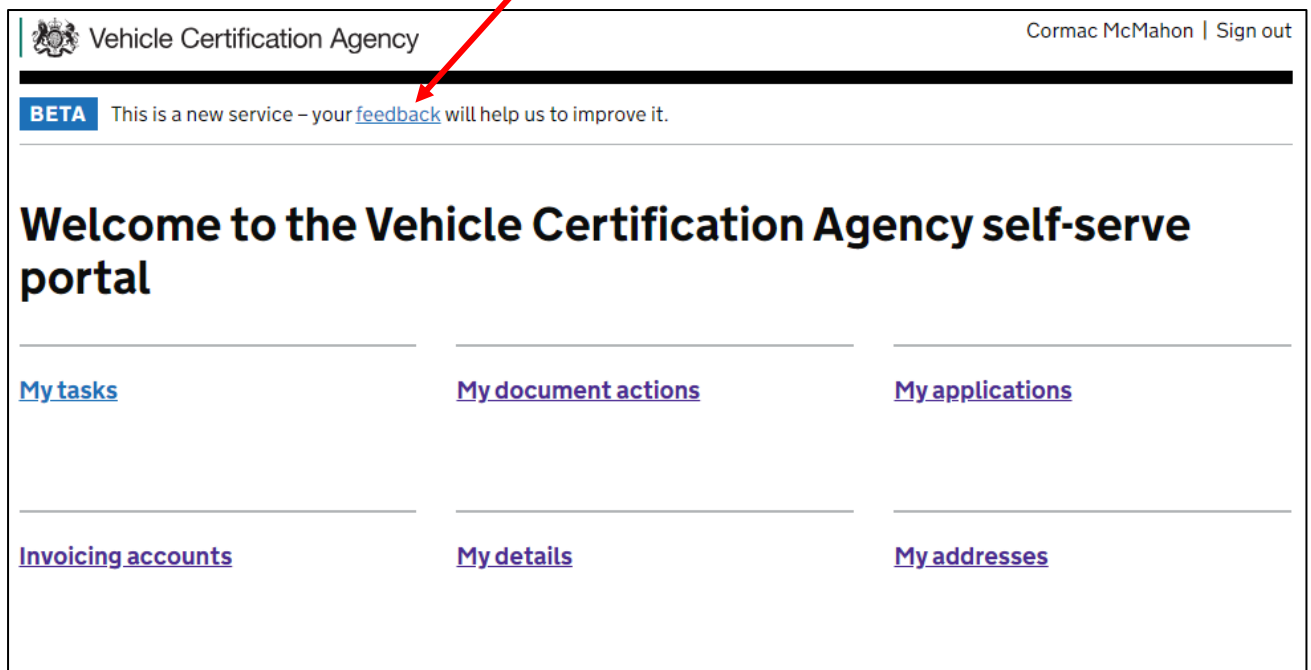 Vehicle Certification Agency
Cormac McMahon | Sign out
BETA This is a new service – your feedback will help us to improve it.
Welcome to the Vehicle Certification Agency self-serve
portal
My tasks My document actions My applications
Invoicing accounts My details My addresses